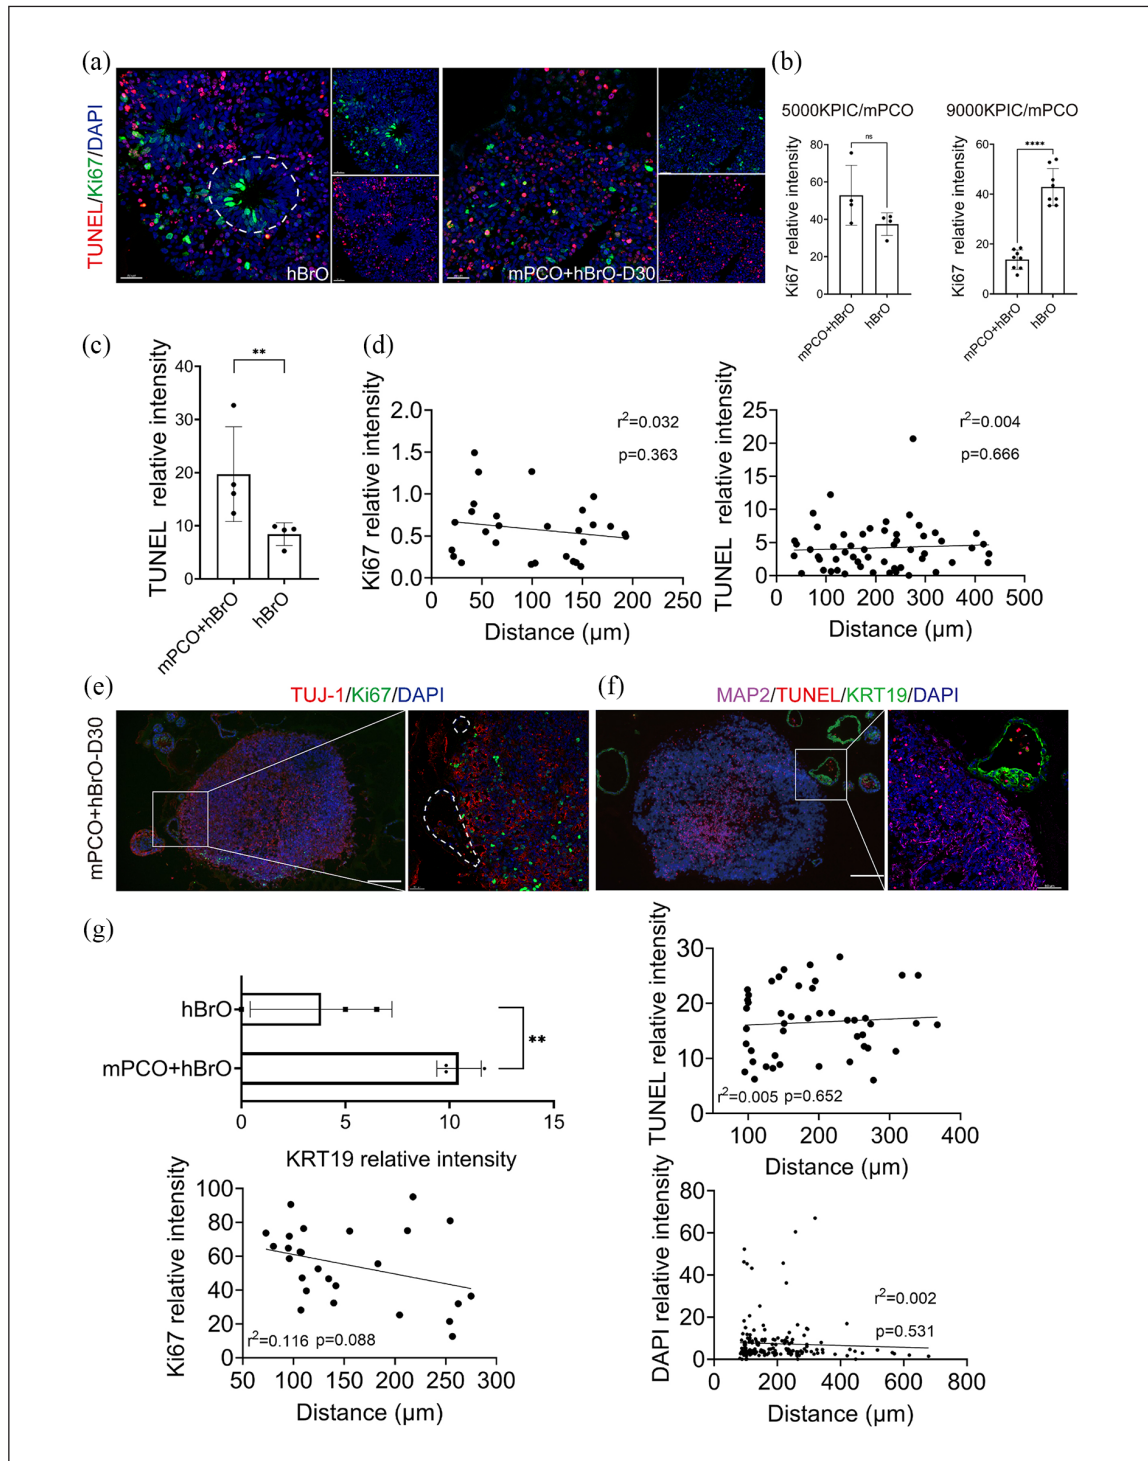 (a)
TUNEL/Ki67/DAPI
hBrO
mPCO+hBrO-D30
(b)
5000KPIC/mPCO
Ki67 relative intensity
80
60
40
20
0
ns
mPCO+hBrO
hBrO
9000KPIC/mPCO
Ki67 relative intensity
60
40
20
0
****
mPCO+hBrO
hBrO
(c)
TUNEL relative intensity
40
30
20
10
0
**
mPCO+hBrO
hBrO
(d)
Ki67 relative intensity
2.0
1.5
1.0
0.5
0.0
r²=0.032
p=0.363
0 50 100 150 200 250
Distance (µm)
TUNEL relative intensity
25
20
15
10
5
0
r²=0.004
p=0.666
0 100 200 300 400 500
Distance (µm)
(e)
TUJ-1/Ki67/DAPI
mPCO+hBrO-D30
(f)
MAP2/TUNEL/KRT19/DAPI
(g)
hBrO
mPCO+hBrO
**
0 5 10 15
KRT19 relative intensity
TUNEL relative intensity
30
20
10
0
r²=0.005 p=0.652
100 200 300 400
Distance (µm)
Ki67 relative intensity
100
80
60
40
20
0
r²=0.116 p=0.088
50 100 150 200 250 300
Distance (µm)
DAPI relative intensity
80
60
40
20
0
r²=0.002
p=0.531
0 200 400 600 800
Distance (µm)